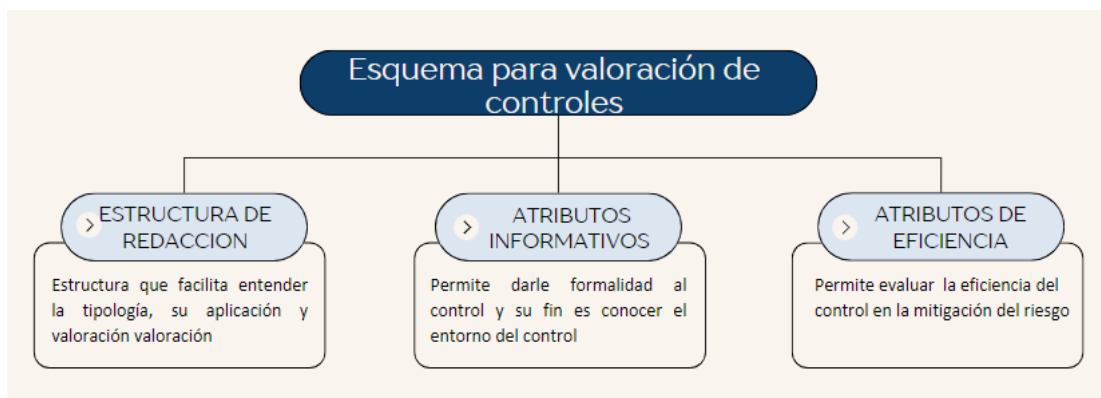 Esquema para valoración de
controles
ESTRUCTURA DE
REDACCION
Estructura que facilita entender
la tipología, su aplicación y
valoración valoración
ATRIBUTOS
INFORMATIVOS
Permite darle formalidad al
control y su fin es conocer el
entorno del control
ATRIBUTOS DE
EFICIENCIA
Permite evaluar la eficiencia del
control en la mitigación del riesgo